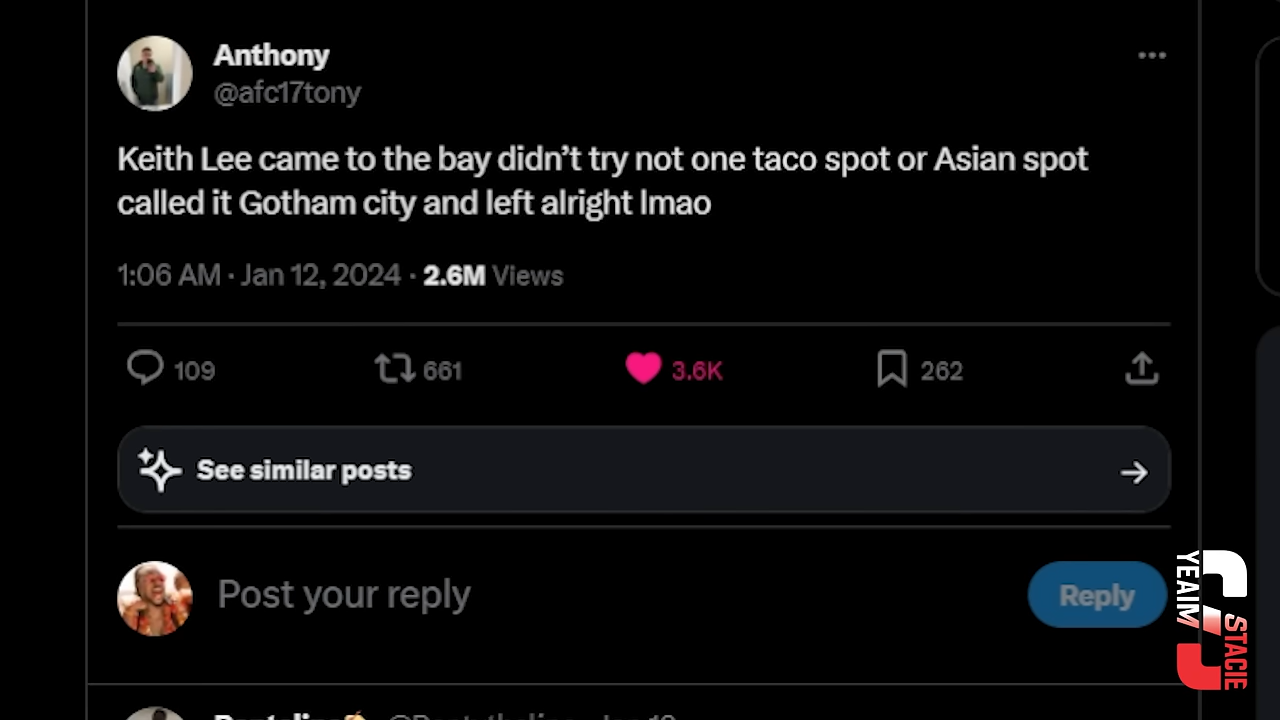 Anthony
@afc17tony
Keith Lee came to the bay didn’t try not one taco spot or Asian spot
called it Gotham city and left alright lmao
1:06 AM · Jan 12, 2024 · 2.6M Views
109 661 3.6K 262
See similar posts
Post your reply
Reply
YEAIM
STACIE